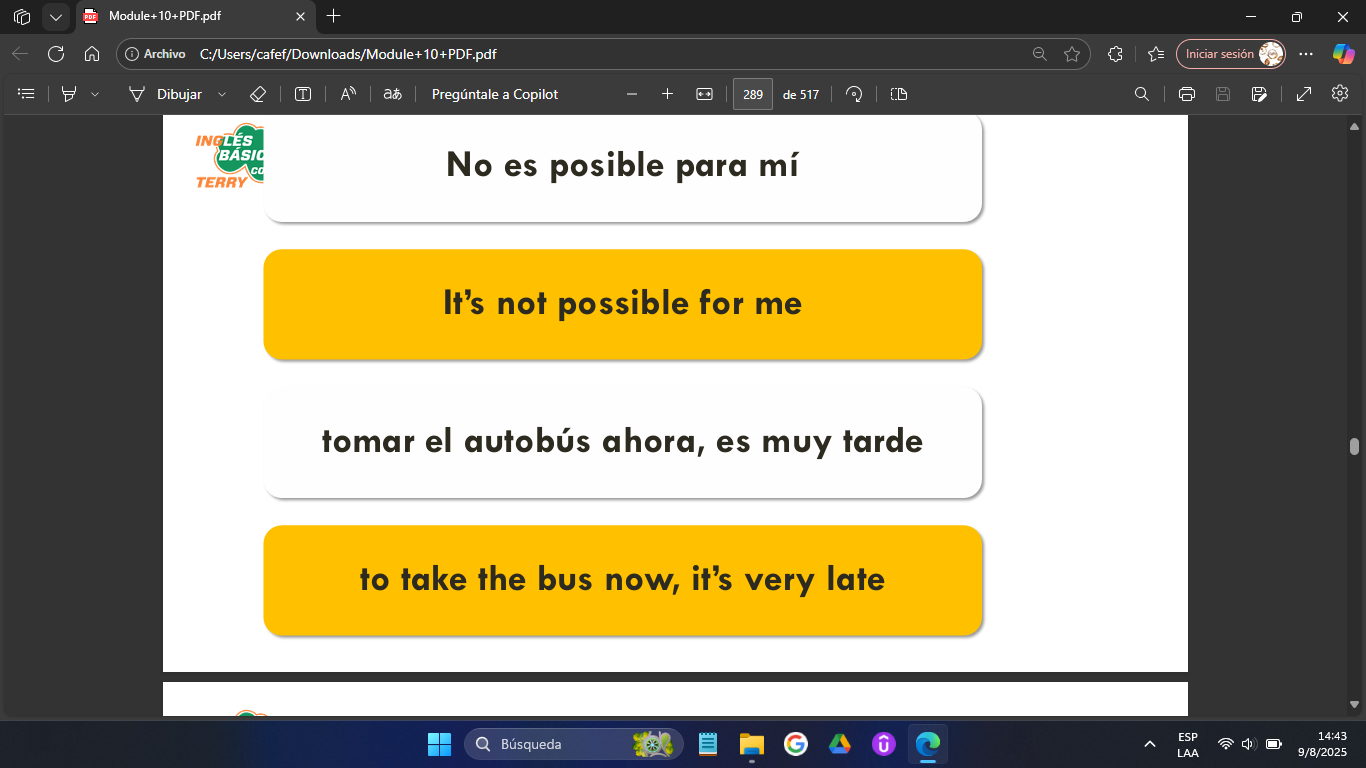 Module+10+PDF.pdf
Archivo C:/Users/cafef/Downloads/Module+10+PDF.pdf Iniciar sesión
Dibujar Pregúntale a Copilot 289 de 517
INGLÉS
BÁSIC
CO
TERRY
No es posible para mí
It’s not possible for me
tomar el autobús ahora, es muy tarde
to take the bus now, it’s very late
Búsqueda
ESP
LAA
14:43
9/8/2025